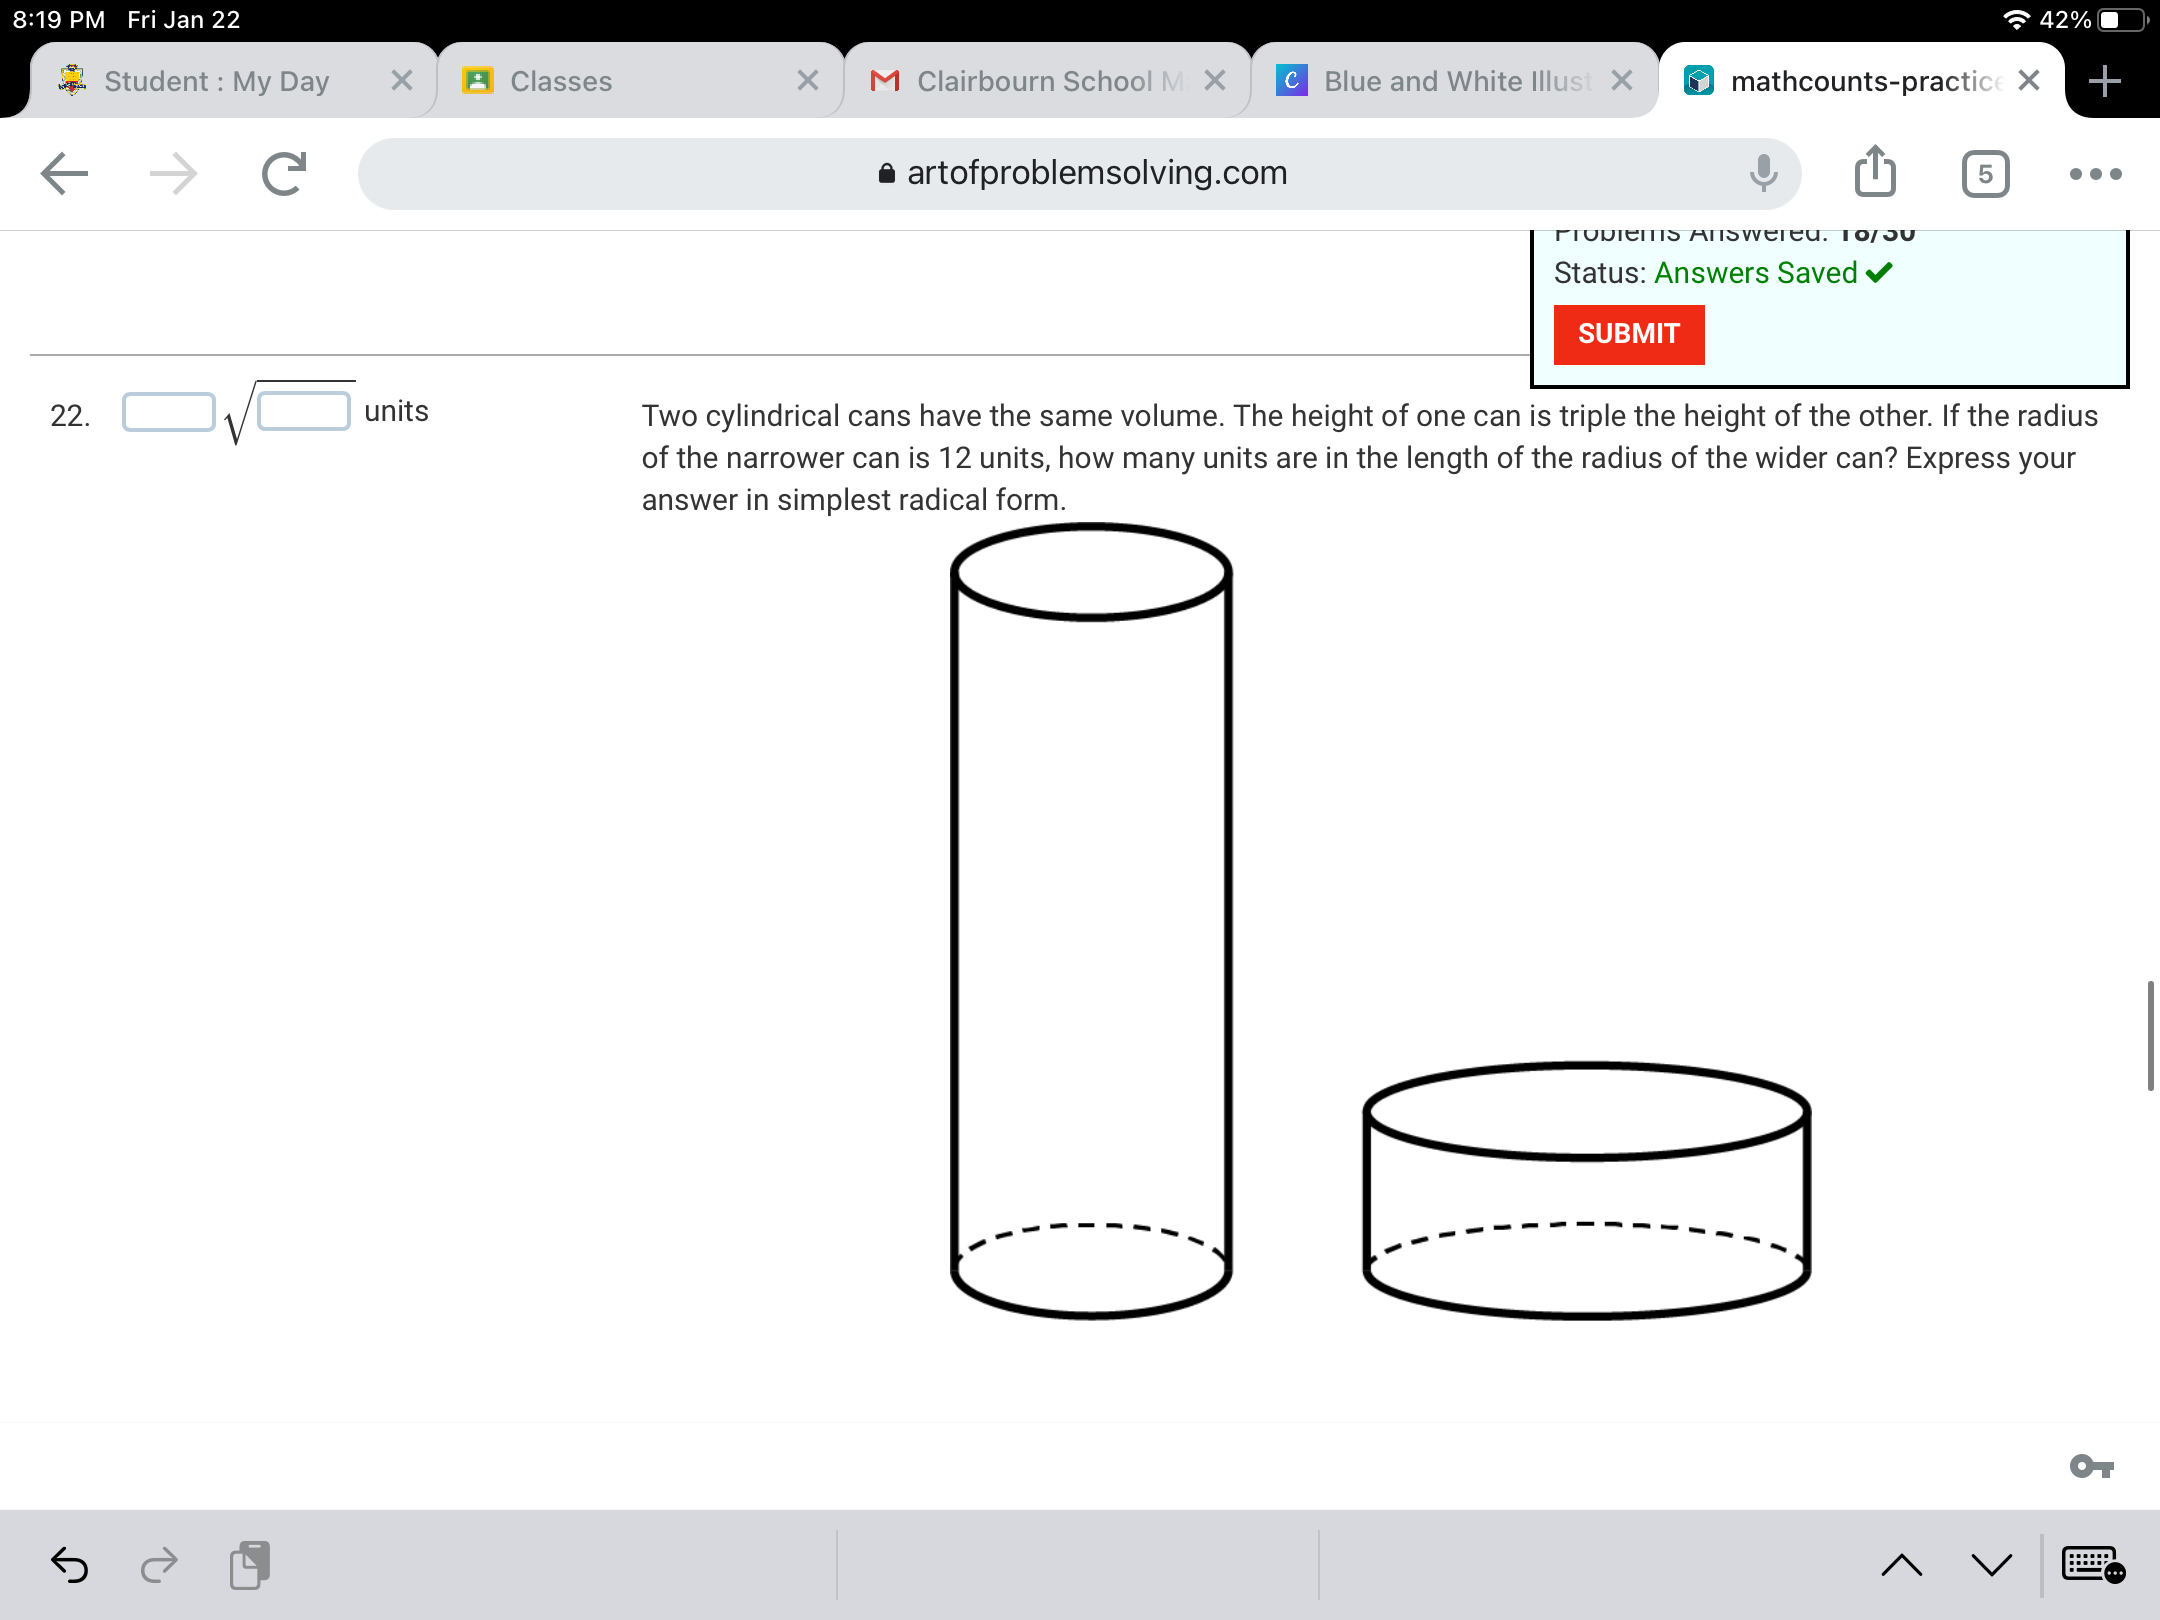 8:19 PM Fri Jan 22 42%
Student : My Day Classes Clairbourn School M Blue and White Illust mathcounts-practice
artofproblemsolving.com 5
Problems Answered: 18/30
Status: Answers Saved
SUBMIT
22. √ units
Two cylindrical cans have the same volume. The height of one can is triple the height of the other. If the radius
of the narrower can is 12 units, how many units are in the length of the radius of the wider can? Express your
answer in simplest radical form.